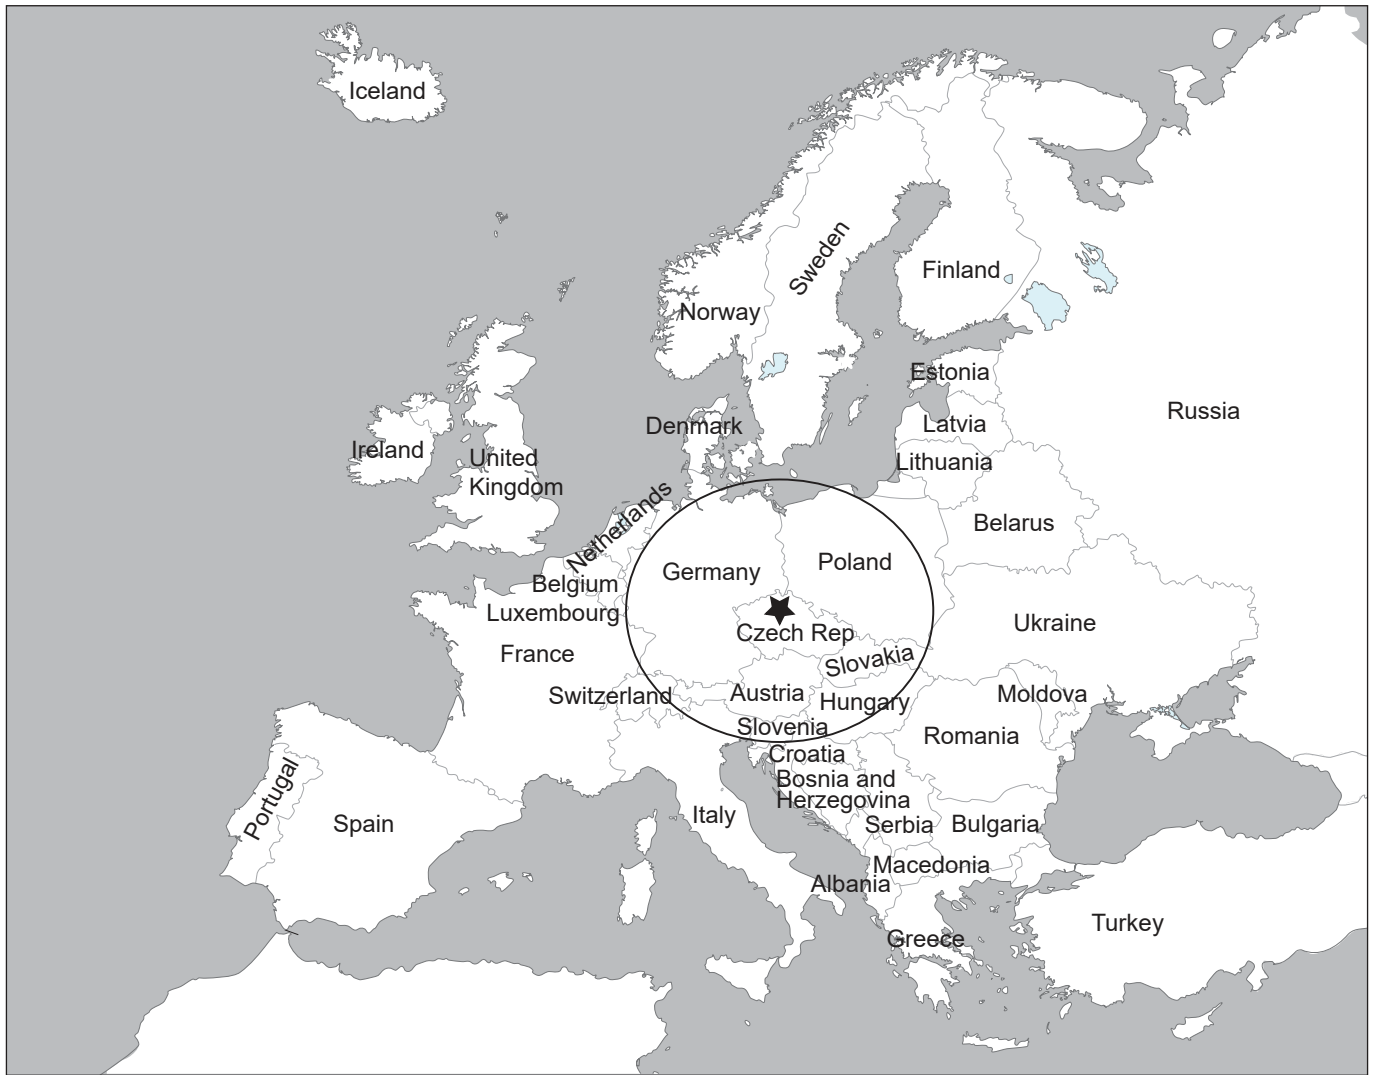 Iceland
Sweden
Finland
Norway
Estonia
Russia
Latvia
Denmark
Ireland
United
Kingdom
Lithuania
Netherlands
Belarus
Germany
Poland
Belgium
Luxembourg
Ukraine
Czech Rep
France
Slovakia
Switzerland
Austria
Hungary
Moldova
Slovenia
Romania
Croatia
Bosnia and
Herzegovina
Portugal
Spain
Italy
Serbia
Bulgaria
Macedonia
Albania
Turkey
Greece